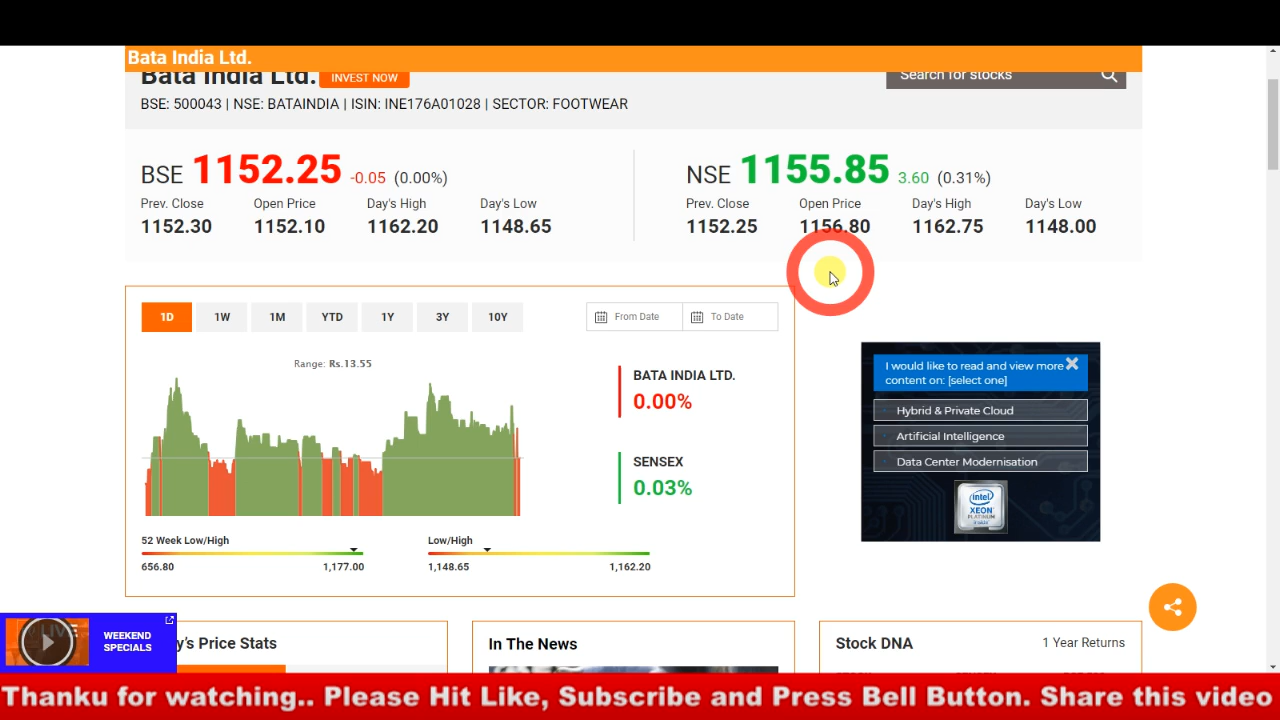 Bata India Ltd.
Bata India Ltd. INVEST NOW
Search for stocks
BSE: 500043 | NSE: BATAINDIA | ISIN: INE176A01028 | SECTOR: FOOTWEAR
BSE 1152.25 -0.05 (0.00%)
Prev. Close Open Price Day's High Day's Low
1152.30 1152.10 1162.20 1148.65
NSE 1155.85 3.60 (0.31%)
Prev. Close Open Price Day's High Day's Low
1152.25 1156.80 1162.75 1148.00
1D 1W 1M YTD 1Y 3Y 10Y
From Date To Date
Range: Rs.13.55
BATA INDIA LTD.
0.00%
SENSEX
0.03%
52 Week Low/High
656.80 1,177.00
Low/High
1,148.65 1,162.20
I would like to read and view more
content on: [select one]
Hybrid & Private Cloud
Artificial Intelligence
Data Center Modernisation
intel
XEON
PLATINUM
WEEKEND
SPECIALS
y's Price Stats
In The News
Stock DNA 1 Year Returns
Thanku for watching.. Please Hit Like, Subscribe and Press Bell Button. Share this video